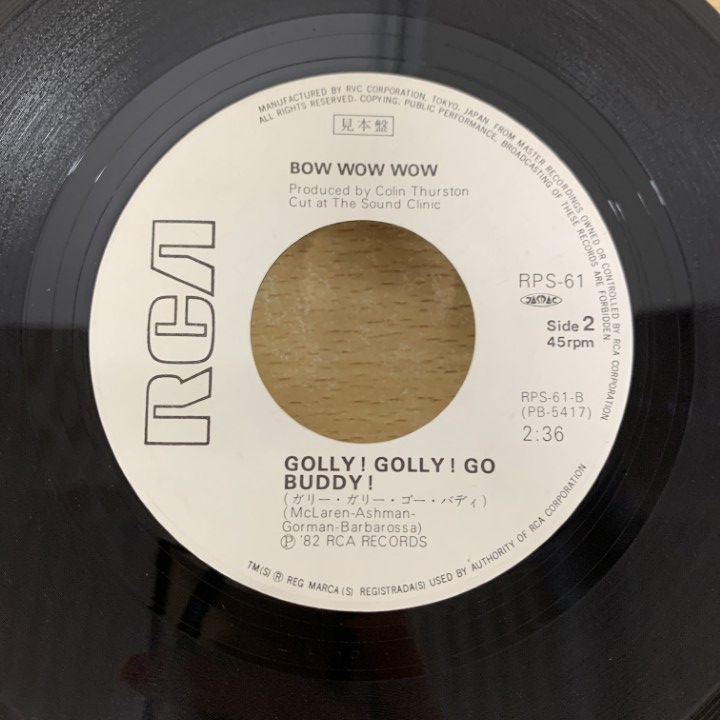 MANUFACTURED BY RVC CORPORATION, TOKYO, JAPAN, FROM MASTER RECORDINGS OWNED OR CONTROLLED BY RCA CORPORATION
ALL RIGHTS RESERVED. COPYING, PUBLIC PERFORMANCE, BROADCASTING OF THESE RECORDS ARE FORBIDDEN.
見本盤
BOW WOW WOW
Produced by Colin Thurston
Cut at The Sound Clinic
RCA
RPS-61
JASRAC
Side 2
45rpm
RPS-61-B
(PB-5417)
2:36
GOLLY! GOLLY! GO
BUDDY!
(ガリー・ガリー・ゴー・バディ)
(McLaren-Ashman-
Gorman-Barbarossa)
Ⓟ '82 RCA RECORDS
TM(S) ® REG MARCA(S) REGISTRADA(S) USED BY AUTHORITY OF RCA CORPORATION